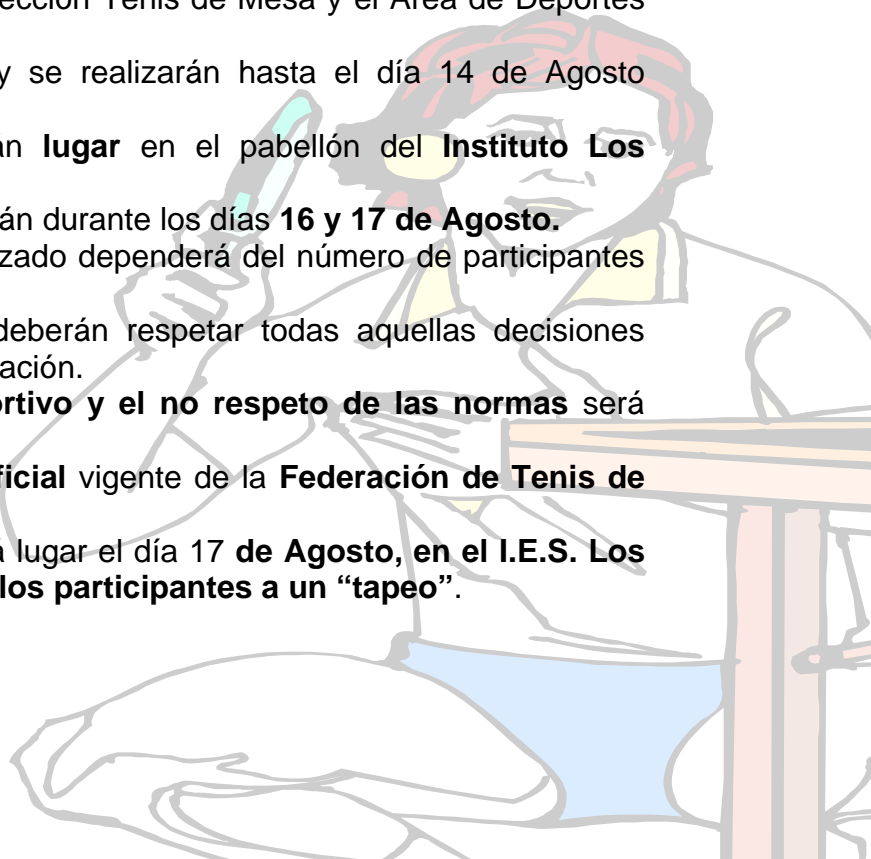 ección Tenis de Mesa y el Área de Deportes
y se realizarán hasta el día 14 de Agosto
án lugar en el pabellón del Instituto Los
án durante los días 16 y 17 de Agosto.
zado dependerá del número de participantes
deberán respetar todas aquellas decisiones
ación.
ortivo y el no respeto de las normas será
ficial vigente de la Federación de Tenis de
á lugar el día 17 de Agosto, en el I.E.S. Los
los participantes a un “tapeo”.